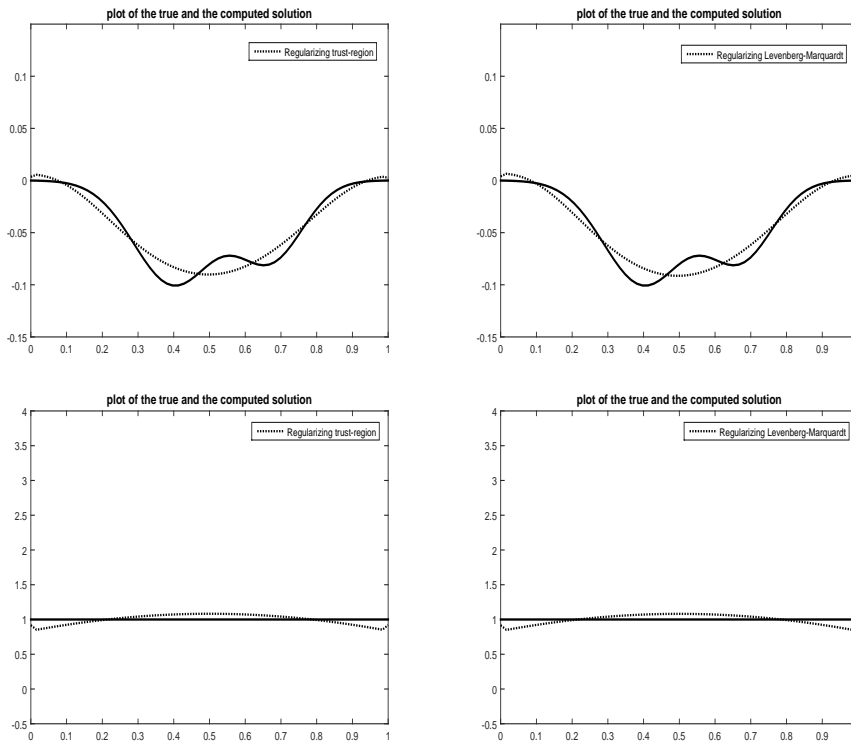 plot of the true and the computed solution
Regularizing trust-region
0.1
0.05
0
-0.05
-0.1
-0.15
0 0.1 0.2 0.3 0.4 0.5 0.6 0.7 0.8 0.9 1
plot of the true and the computed solution
Regularizing Levenberg-Marquardt
0.1
0.05
0
-0.05
-0.1
-0.15
0 0.1 0.2 0.3 0.4 0.5 0.6 0.7 0.8 0.9
plot of the true and the computed solution
Regularizing trust-region
4
3.5
3
2.5
2
1.5
1
0.5
0
-0.5
0 0.1 0.2 0.3 0.4 0.5 0.6 0.7 0.8 0.9 1
plot of the true and the computed solution
Regularizing Levenberg-Marquardt
4
3.5
3
2.5
2
1.5
1
0.5
0
-0.5
0 0.1 0.2 0.3 0.4 0.5 0.6 0.7 0.8 0.9